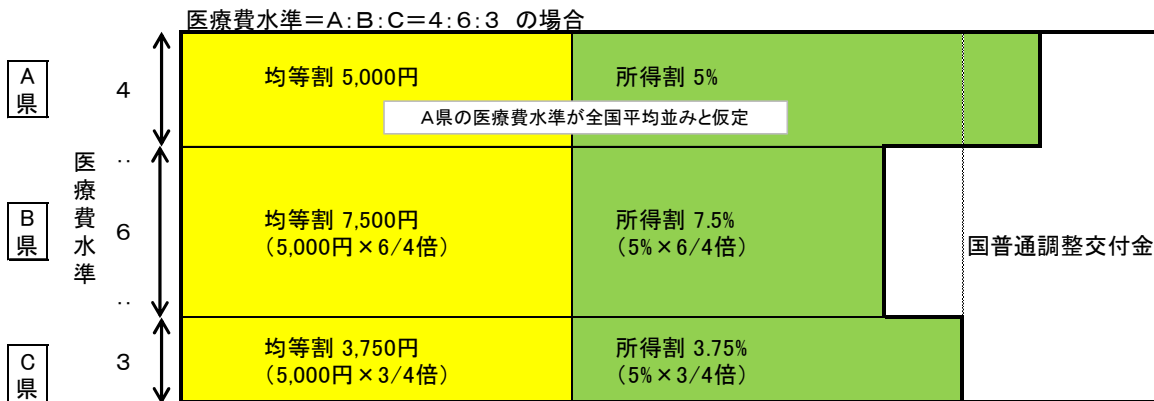 医療費水準＝A：B：C＝4：6：3 の場合
A
県
4
均等割 5,000円
所得割 5%
A県の医療費水準が全国平均並みと仮定
医
療
費
水
準
‥
B
県
6
均等割 7,500円
（5,000円×6/4倍）
所得割 7.5%
（5%×6/4倍）
国普通調整交付金
‥
C
県
3
均等割 3,750円
（5,000円×3/4倍）
所得割 3.75%
（5%×3/4倍）